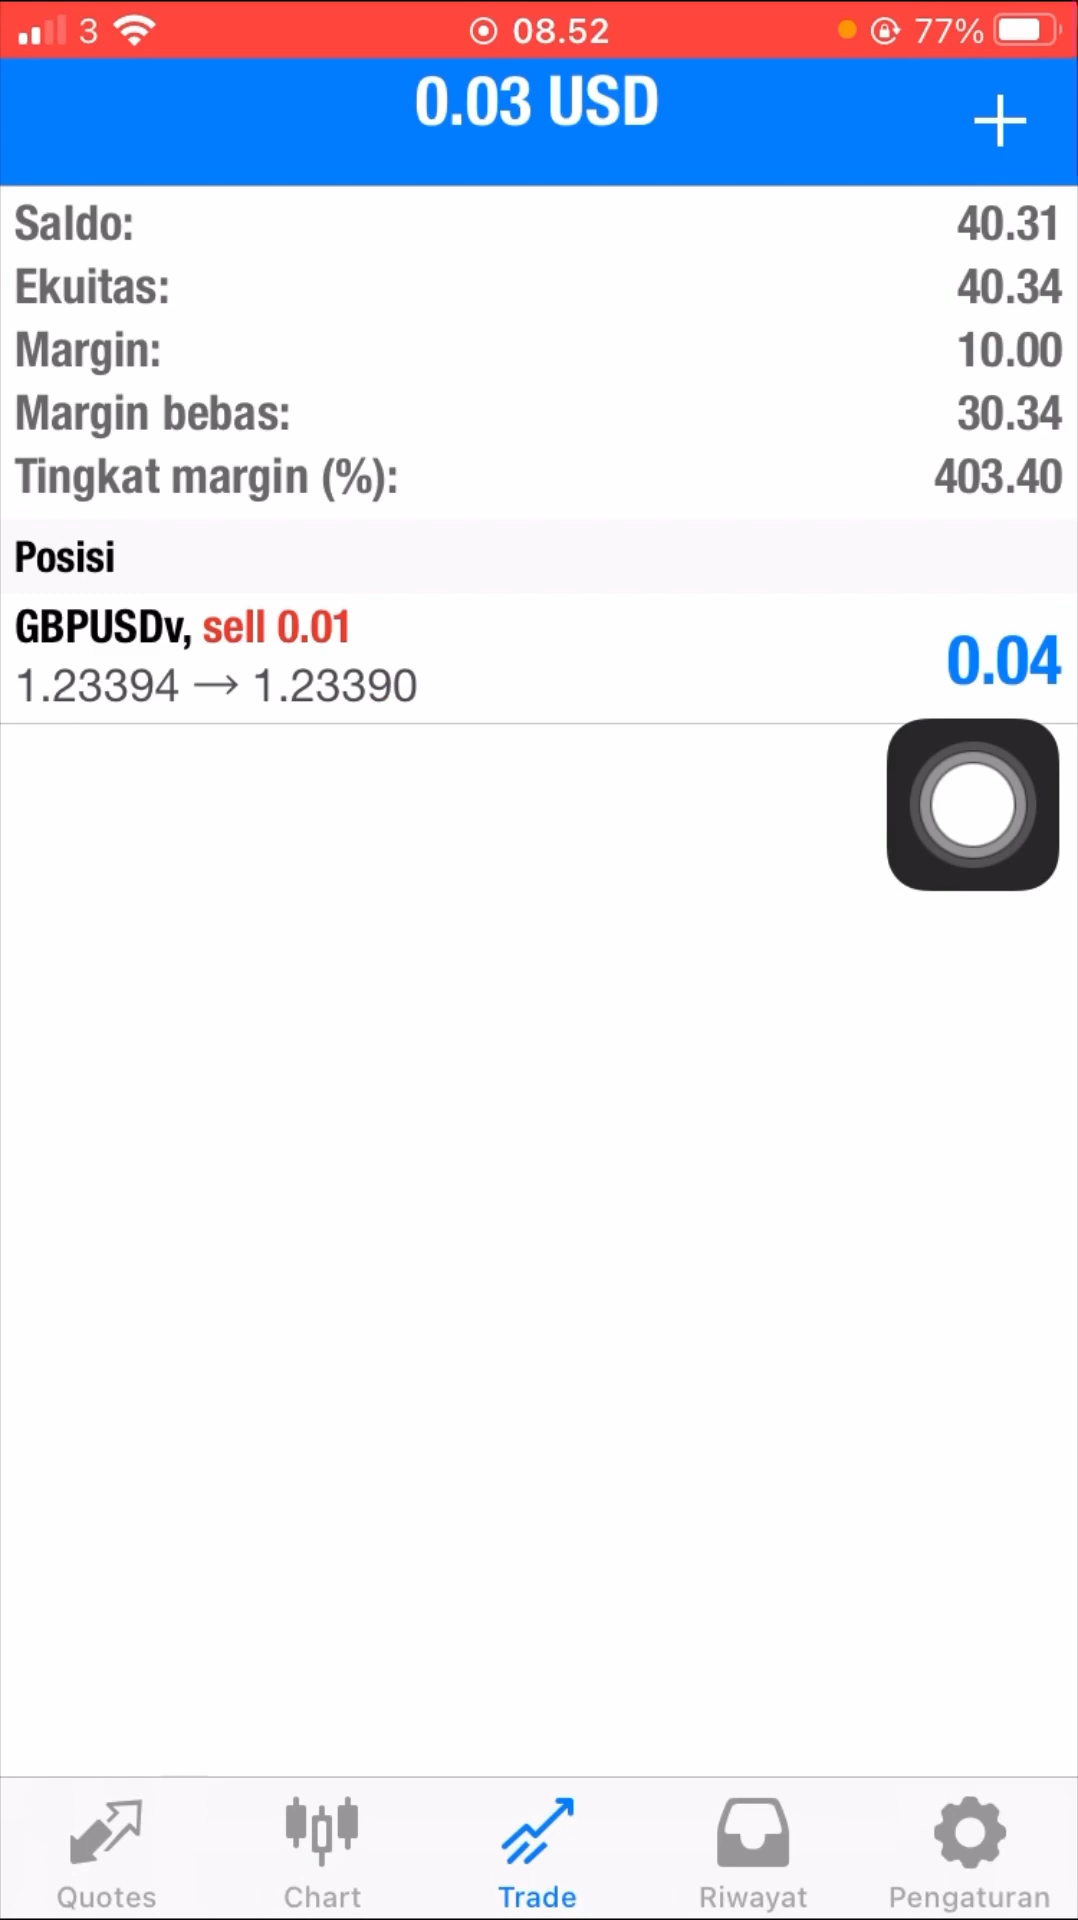 3 08.52 77%
0.03 USD
Saldo: 40.31
Ekuitas: 40.34
Margin: 10.00
Margin bebas: 30.34
Tingkat margin (%): 403.40
Posisi
GBPUSDv, sell 0.01
1.23394 → 1.23390 0.04
Quotes Chart Trade Riwayat Pengaturan